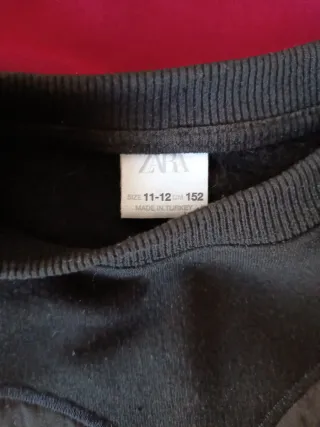 ZARA
SIZE 11-12 CM 152
MADE IN TURKEY